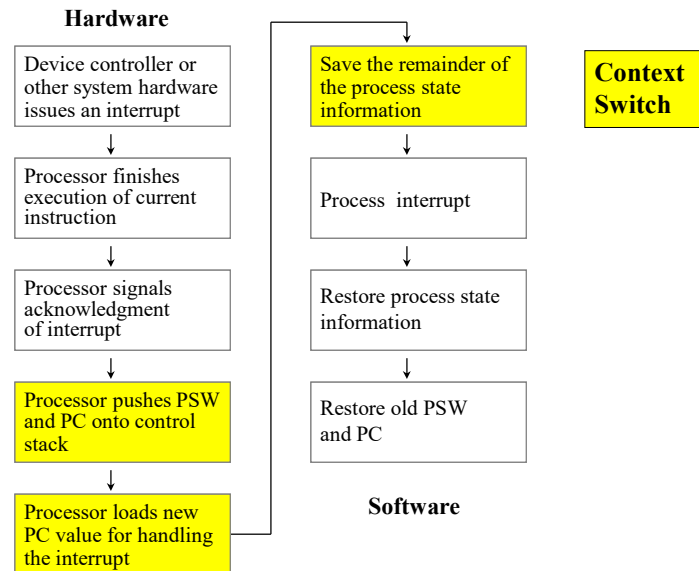 Hardware
Device controller or
other system hardware
issues an interrupt
Processor finishes
execution of current
instruction
Processor signals
acknowledgment
of interrupt
Processor pushes PSW
and PC onto control
stack
Processor loads new
PC value for handling
the interrupt
Save the remainder of
the process state
information
Process interrupt
Restore process state
information
Restore old PSW
and PC
Software
Context
Switch